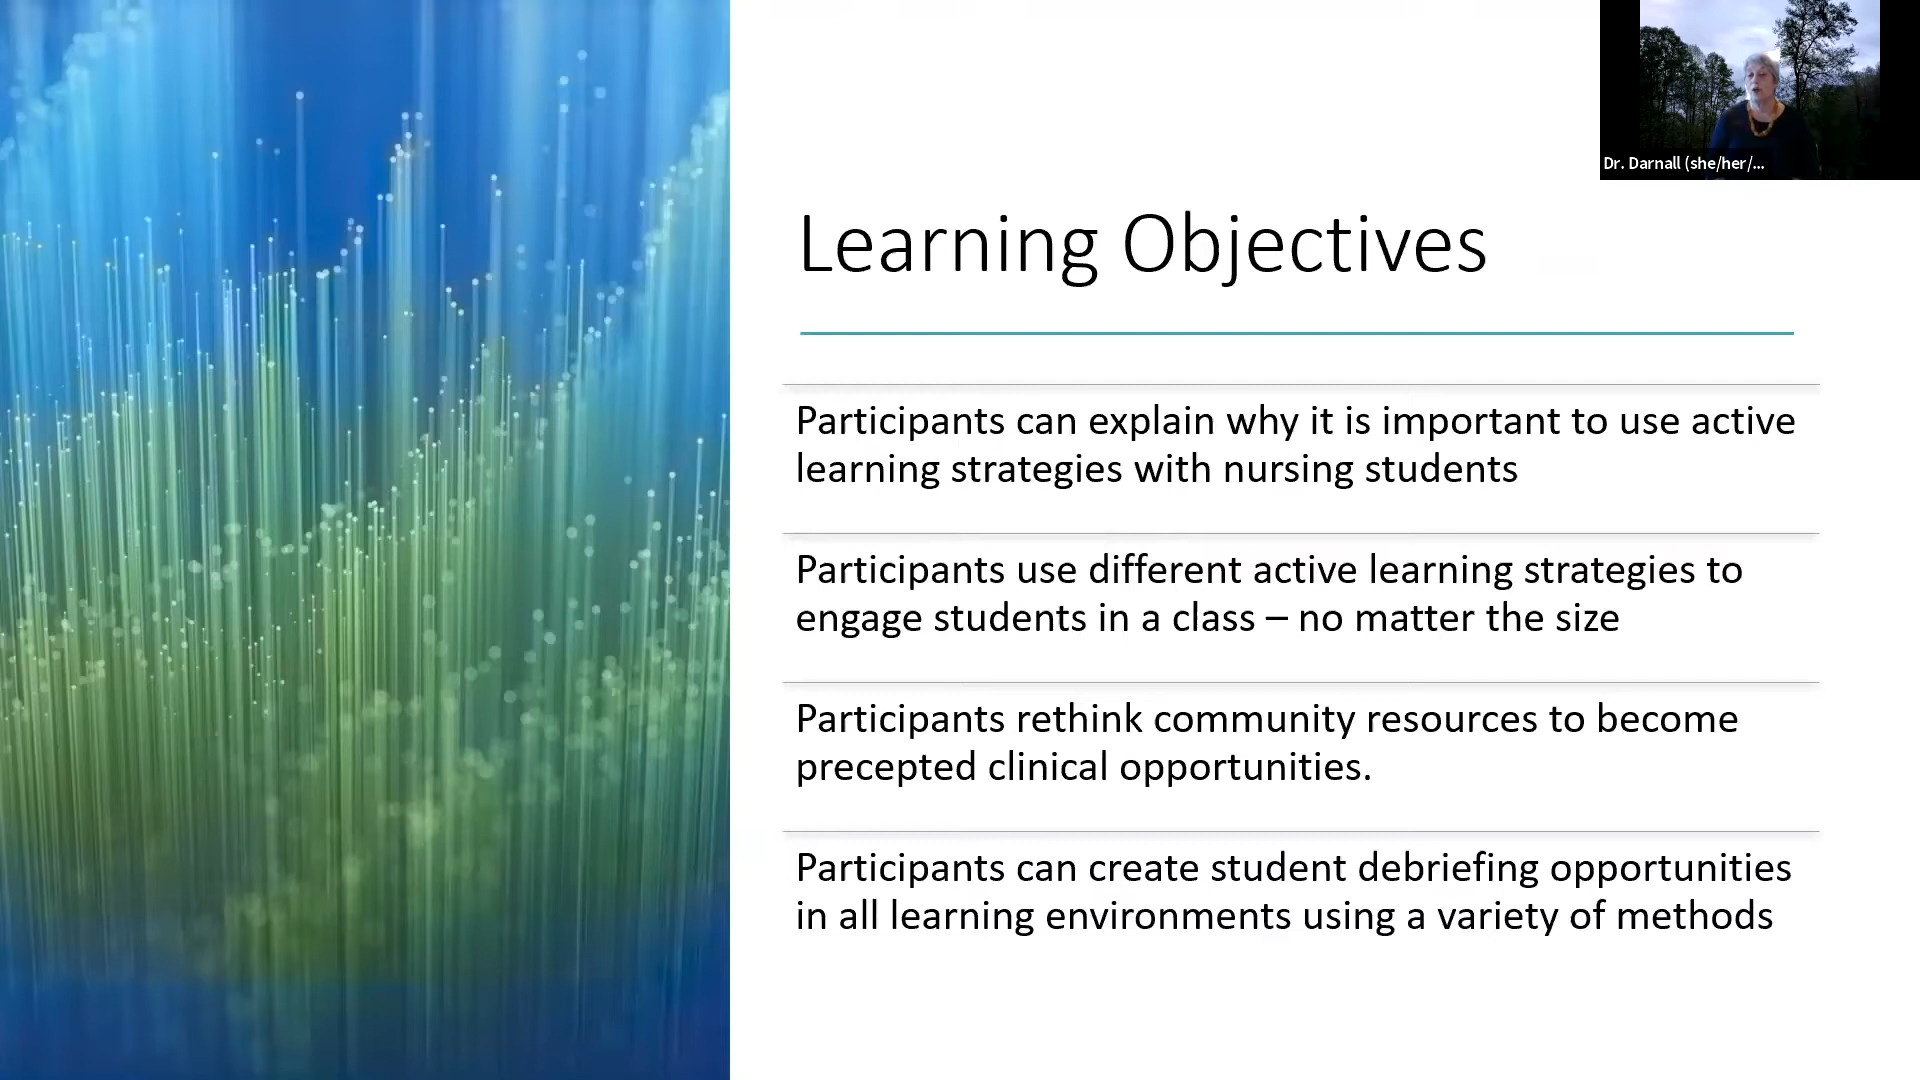 Dr. Darnall (she/her/...
Learning Objectives
Participants can explain why it is important to use active
learning strategies with nursing students
Participants use different active learning strategies to
engage students in a class – no matter the size
Participants rethink community resources to become
precepted clinical opportunities.
Participants can create student debriefing opportunities
in all learning environments using a variety of methods